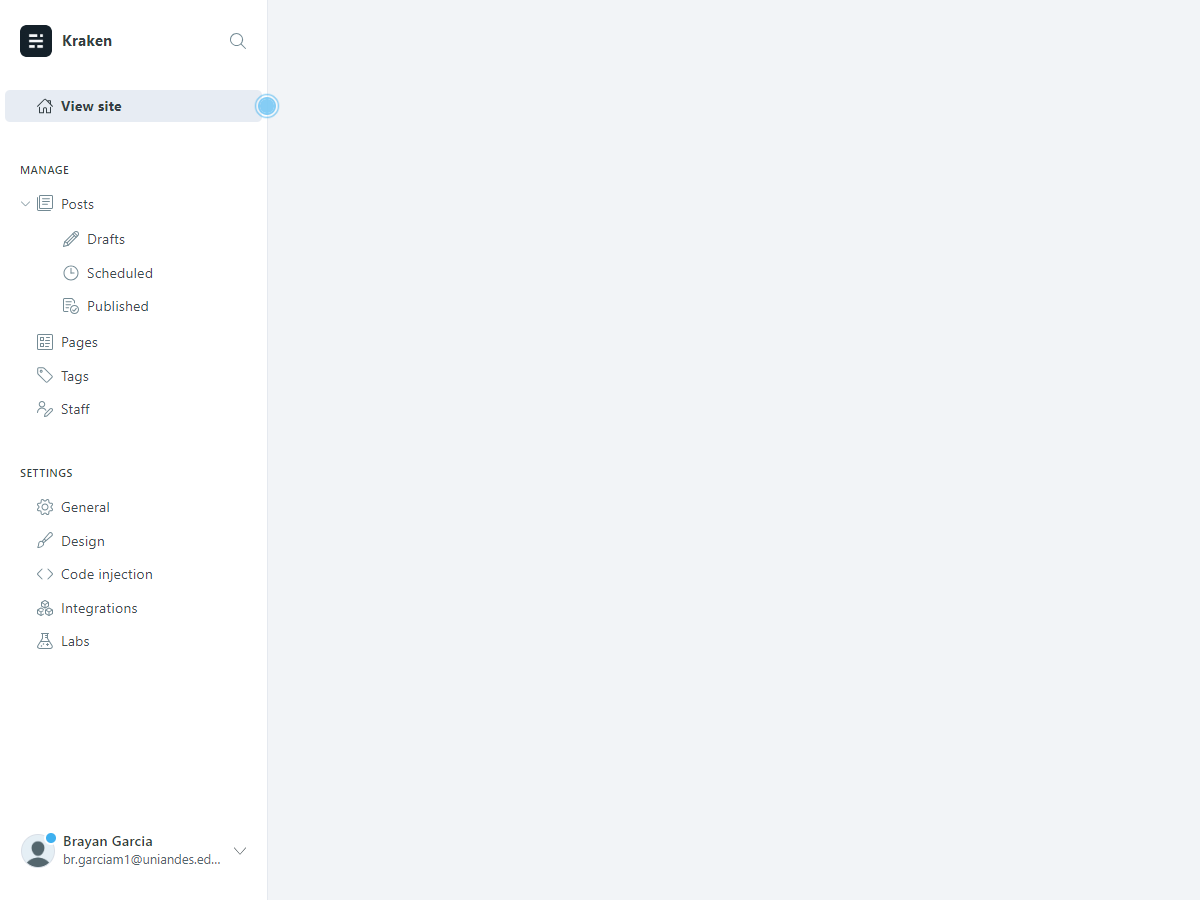 Kraken
View site
MANAGE
Posts
Drafts
Scheduled
Published
Pages
Tags
Staff
SETTINGS
General
Design
Code injection
Integrations
Labs
Brayan Garcia
br.garciam1@uniandes.ed...